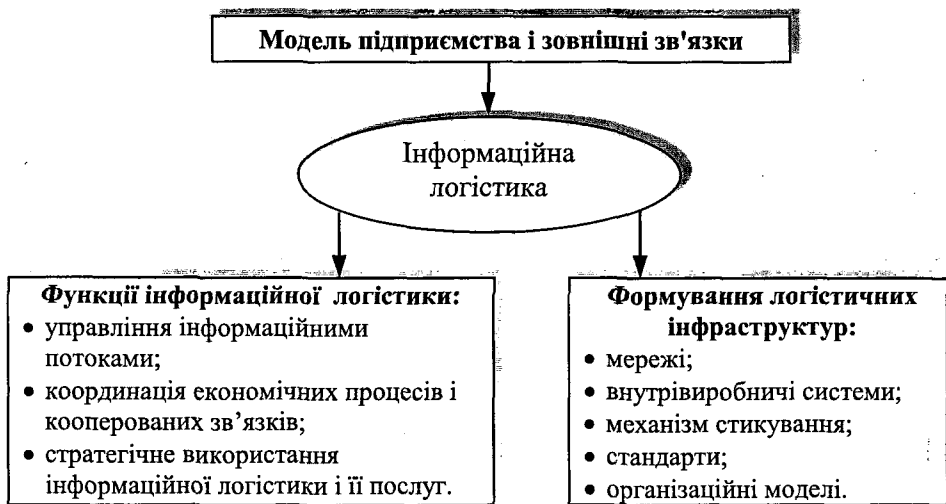 Модель підприємства і зовнішні зв'язки
Інформаційна
логістика
Функції інформаційної логістики:
• управління інформаційними
потоками;
• координація економічних процесів і
кооперованих зв’язків;
• стратегічне використання
інформаційної логістики і її послуг.
Формування логістичних
інфраструктур:
• мережі;
• внутрівиробничі системи;
• механізм стикування;
• стандарти;
• організаційні моделі.